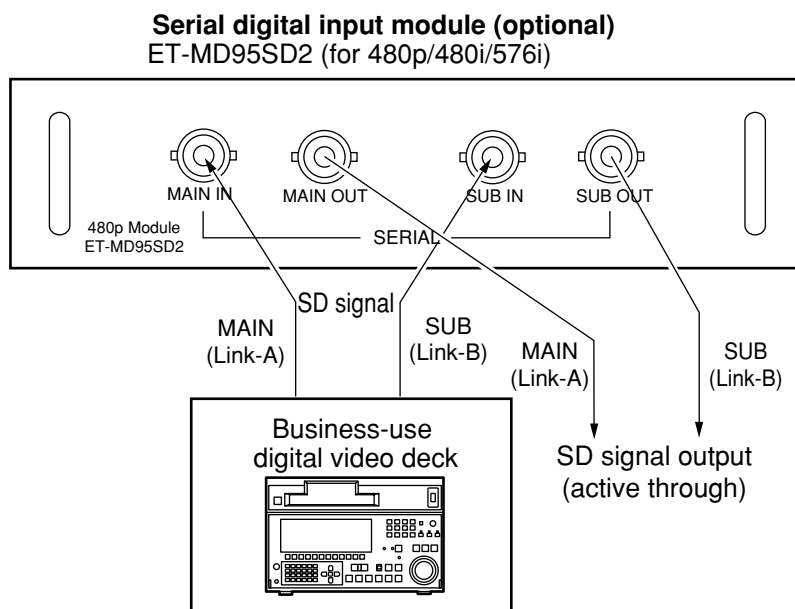 Serial digital input module (optional)
ET-MD95SD2 (for 480p/480i/576i)
MAIN IN
MAIN OUT
SUB IN
SUB OUT
480p Module
ET-MD95SD2
SERIAL
SD signal
MAIN
(Link-A)
SUB
(Link-B)
MAIN
(Link-A)
SUB
(Link-B)
Business-use
digital video deck
SD signal output
(active through)